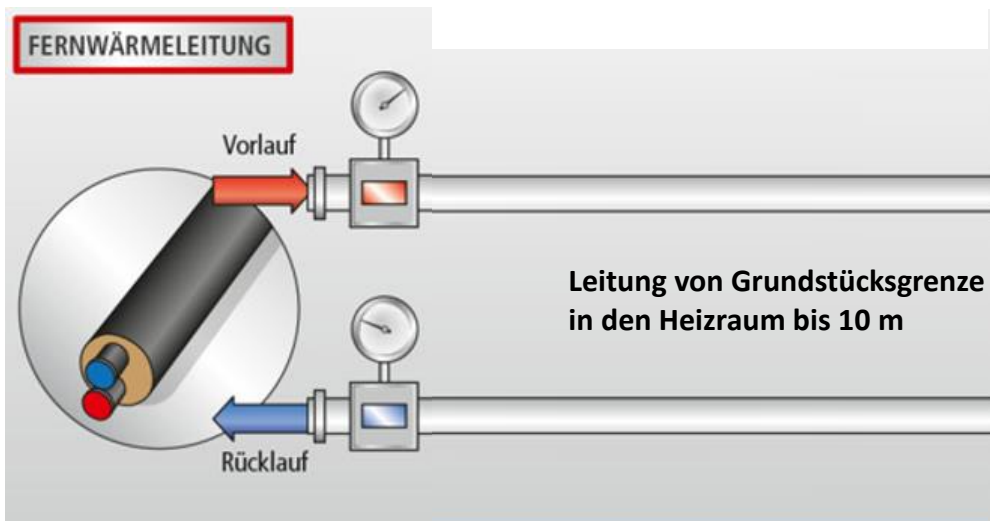 FERNWÄRMELEITUNG
Vorlauf
Leitung von Grundstücksgrenze
in den Heizraum bis 10 m
Rücklauf